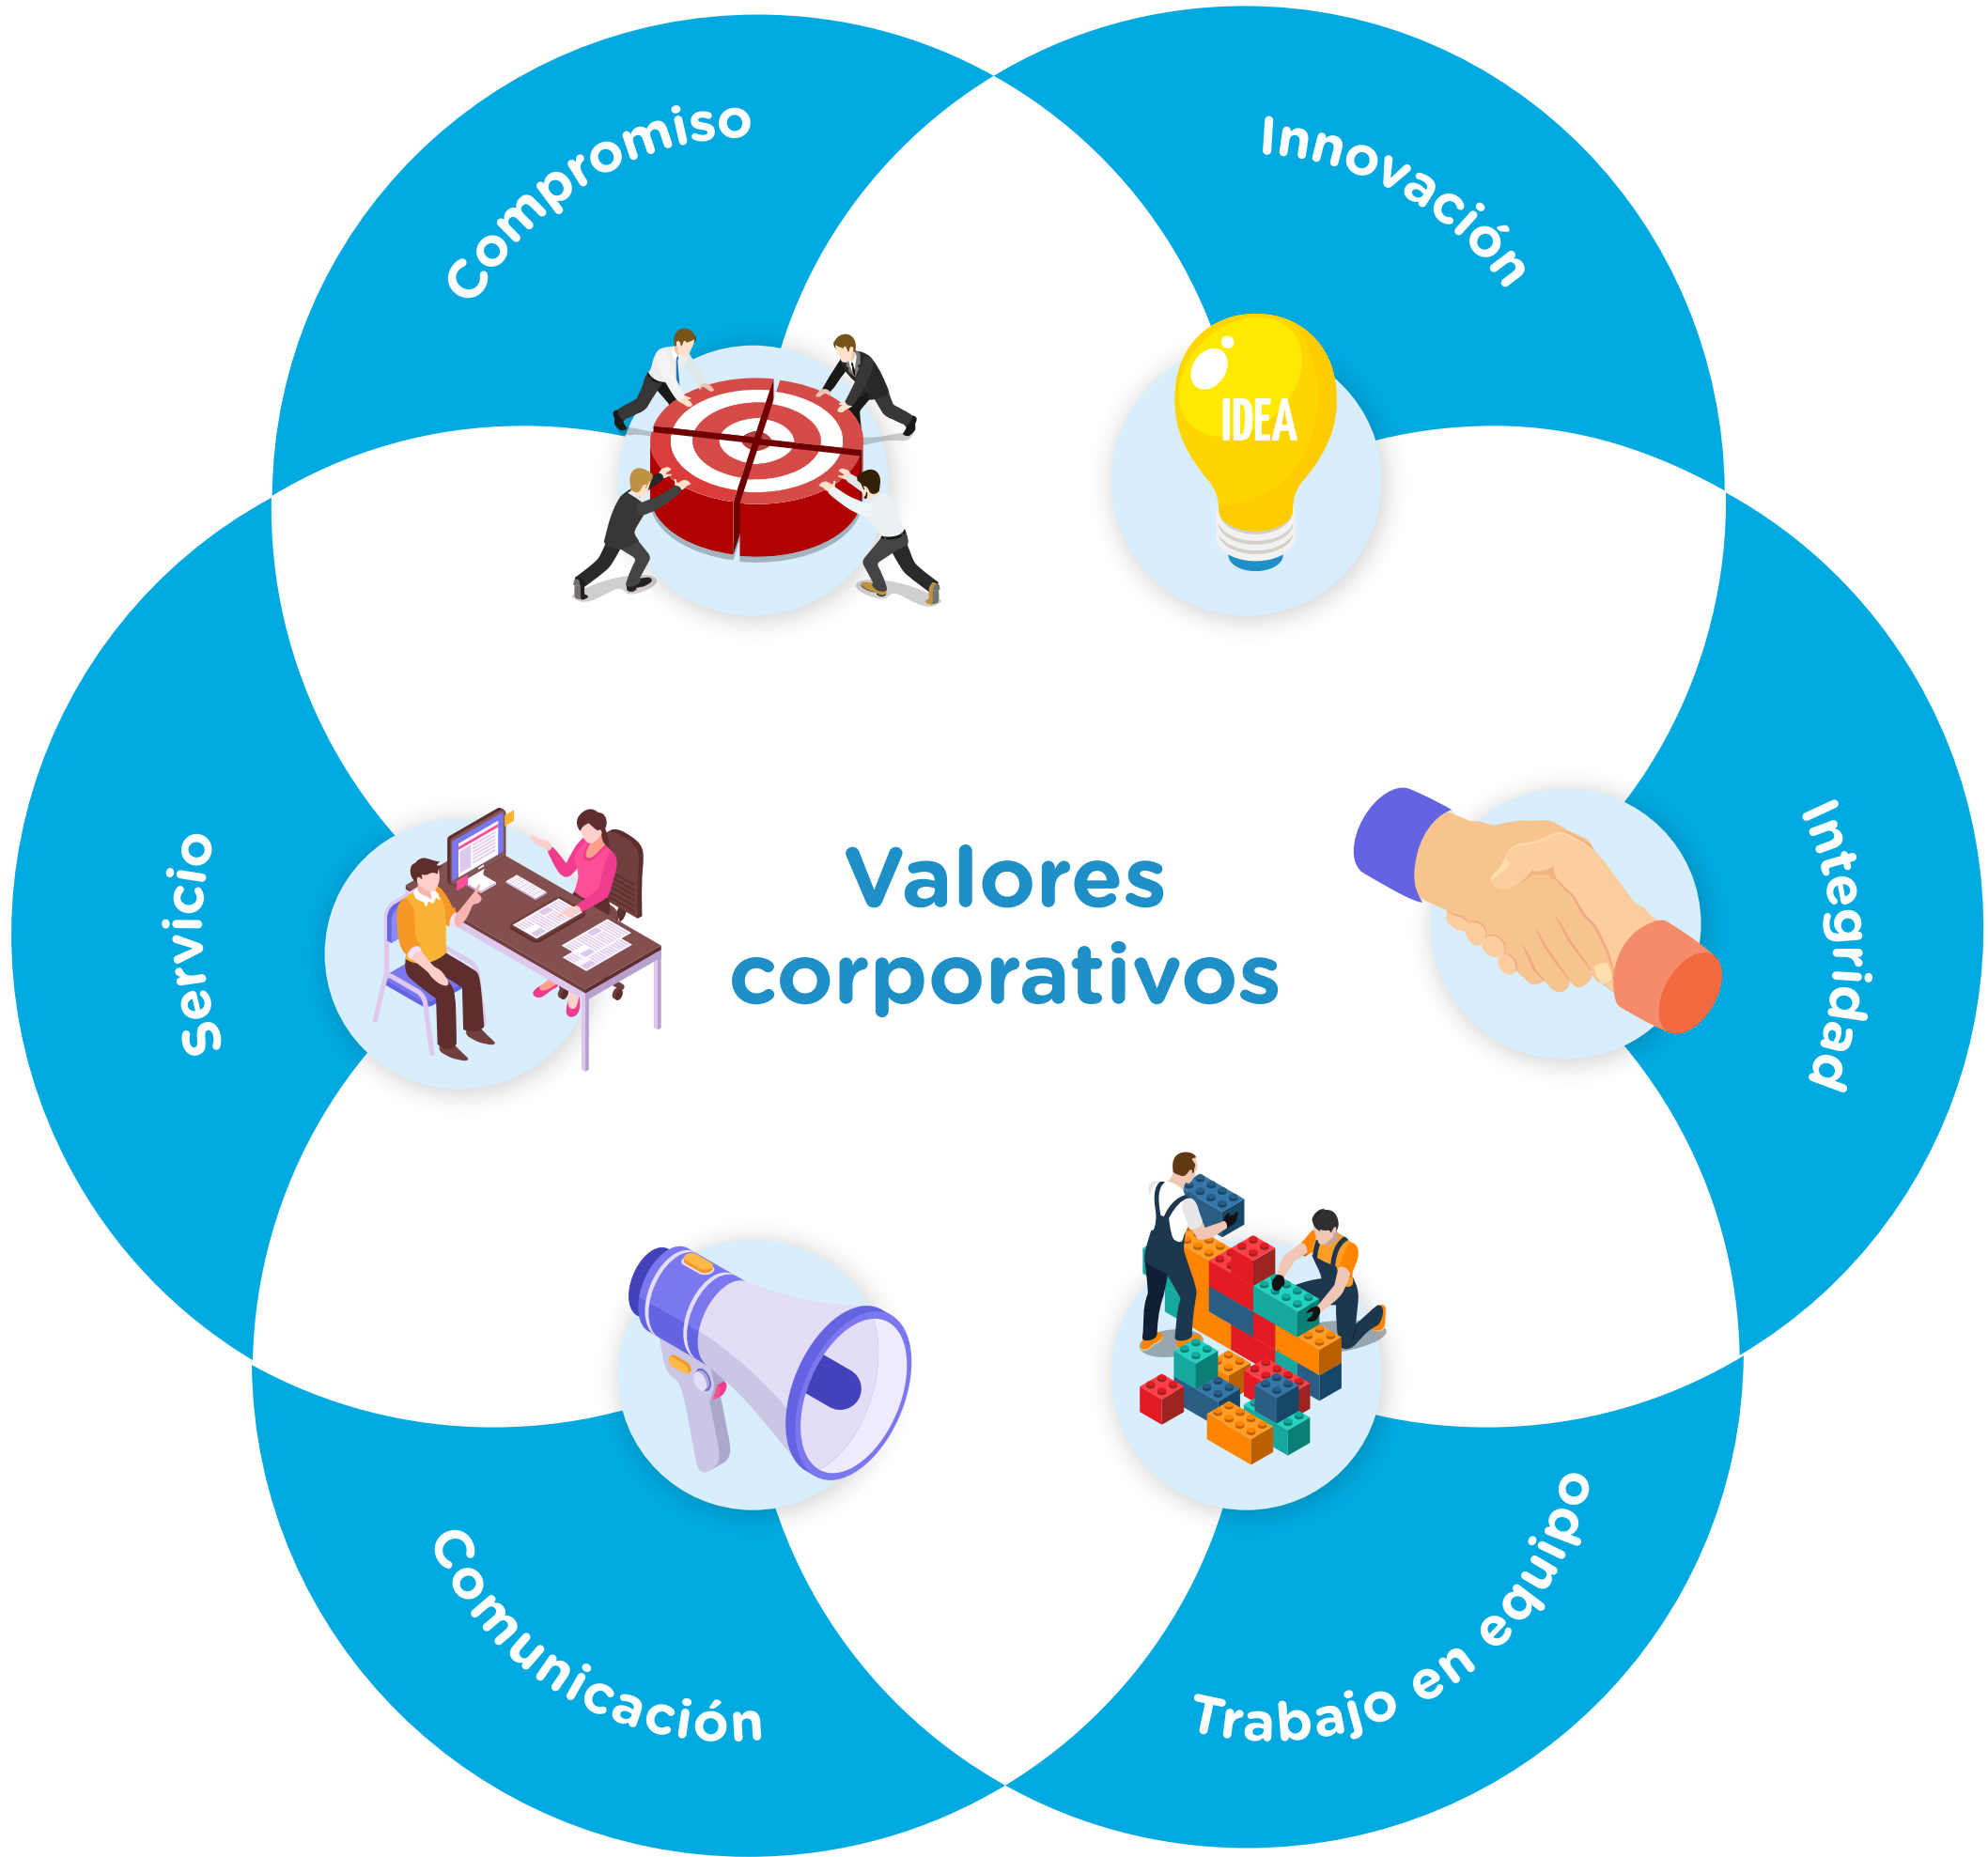 Compromiso
Innovación
IDEA
servicio
Valores
corporativos
Integridad
Comunicación
Trabajo en equipo